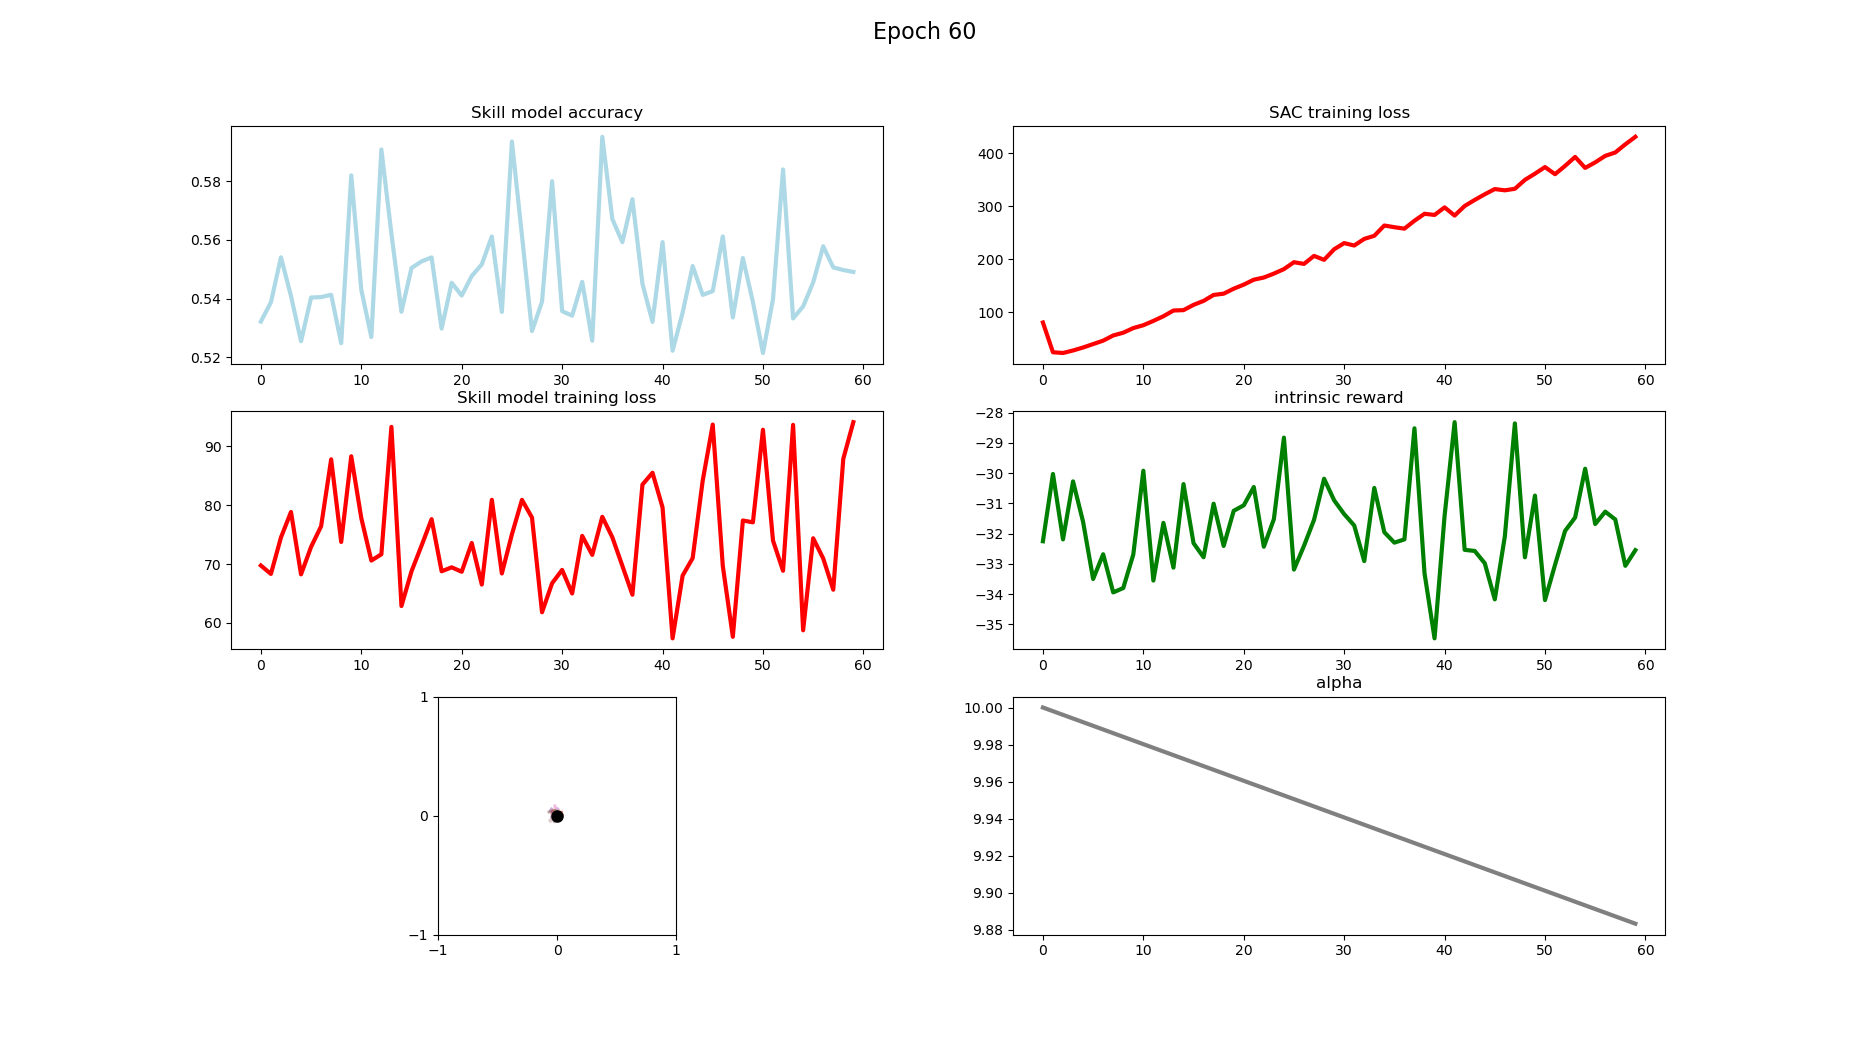 Epoch 60
Skill model accuracy
0.58
0.56
0.54
0.52
0 10 20 30 40 50 60
SAC training loss
400
300
200
100
0 10 20 30 40 50 60
Skill model training loss
90
80
70
60
0 10 20 30 40 50 60
intrinsic reward
−28
−29
−30
−31
−32
−33
−34
−35
0 10 20 30 40 50 60
1
0
−1
−1 0 1
alpha
10.00
9.98
9.96
9.94
9.92
9.90
9.88
0 10 20 30 40 50 60